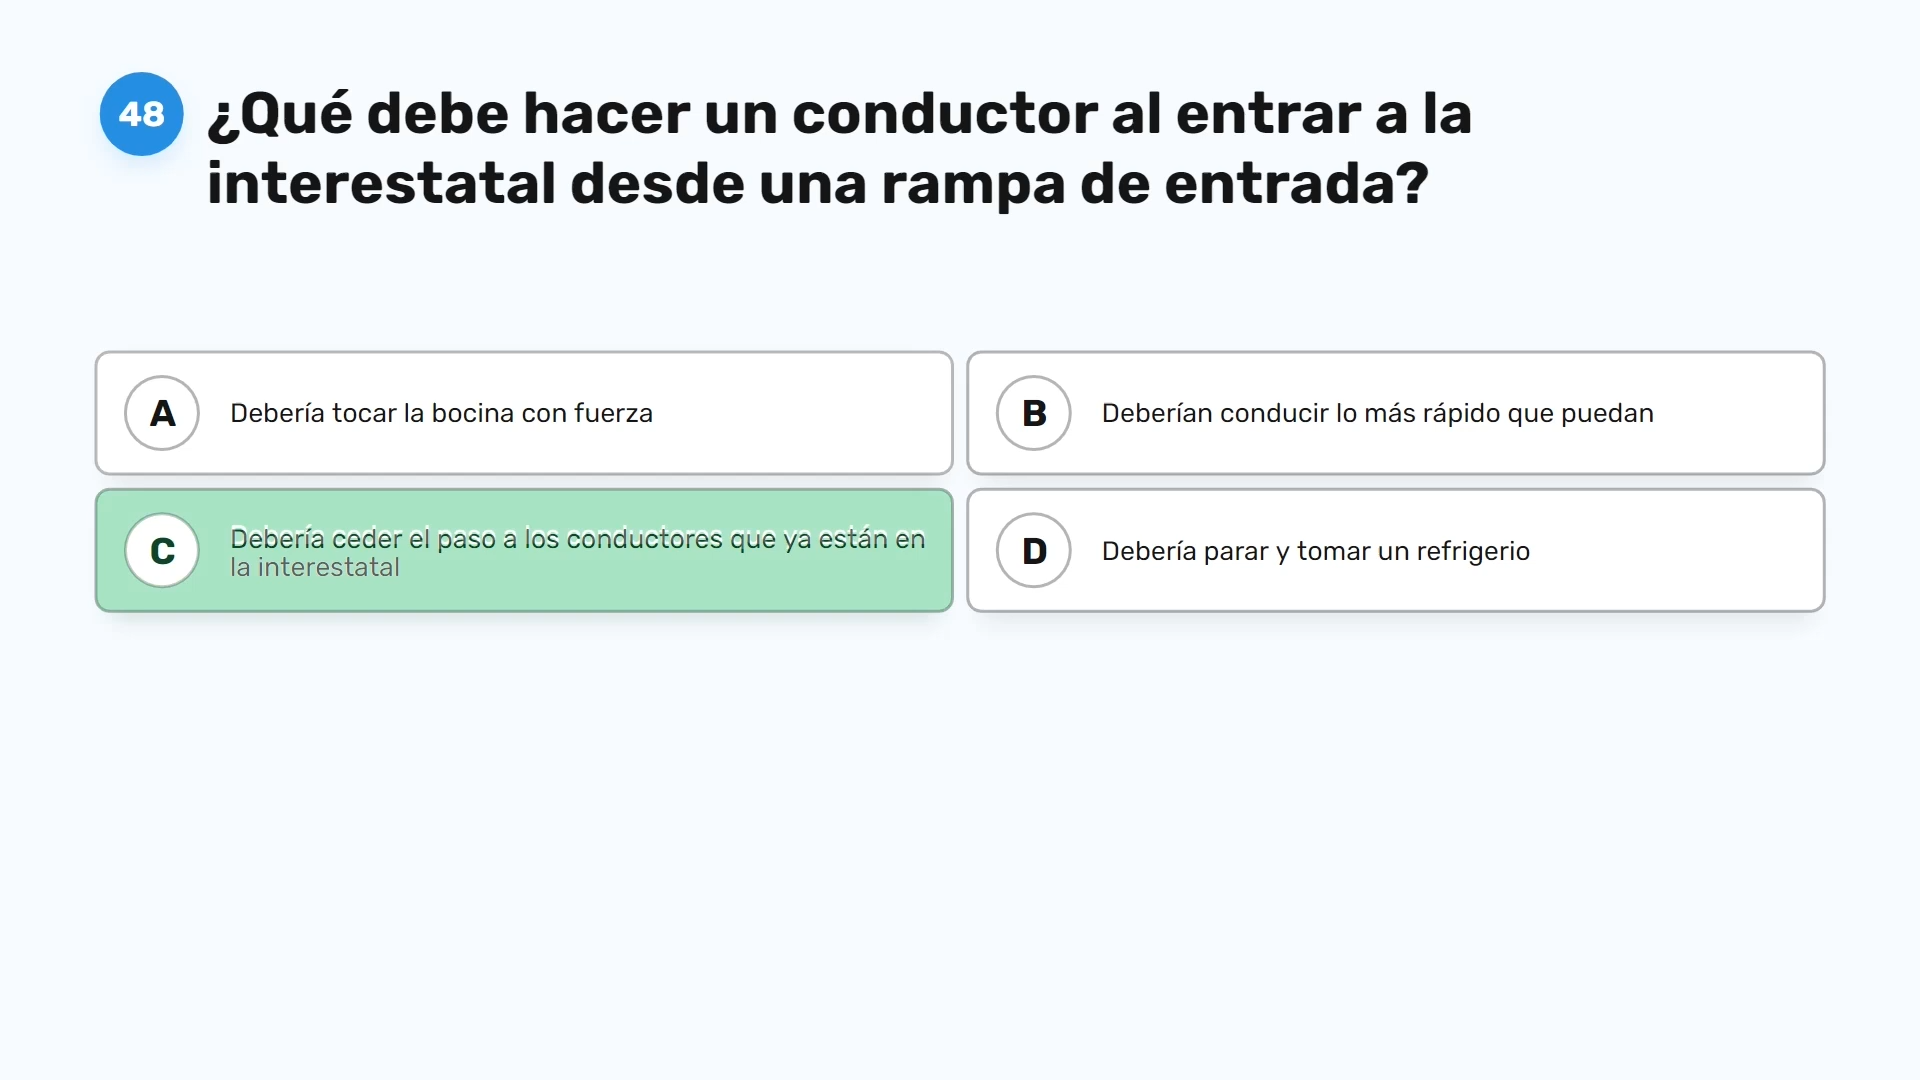 48
¿Qué debe hacer un conductor al entrar a la
interestatal desde una rampa de entrada?
A
Debería tocar la bocina con fuerza
B
Deberían conducir lo más rápido que puedan
C
Debería ceder el paso a los conductores que ya están en
la interestatal
D
Debería parar y tomar un refrigerio